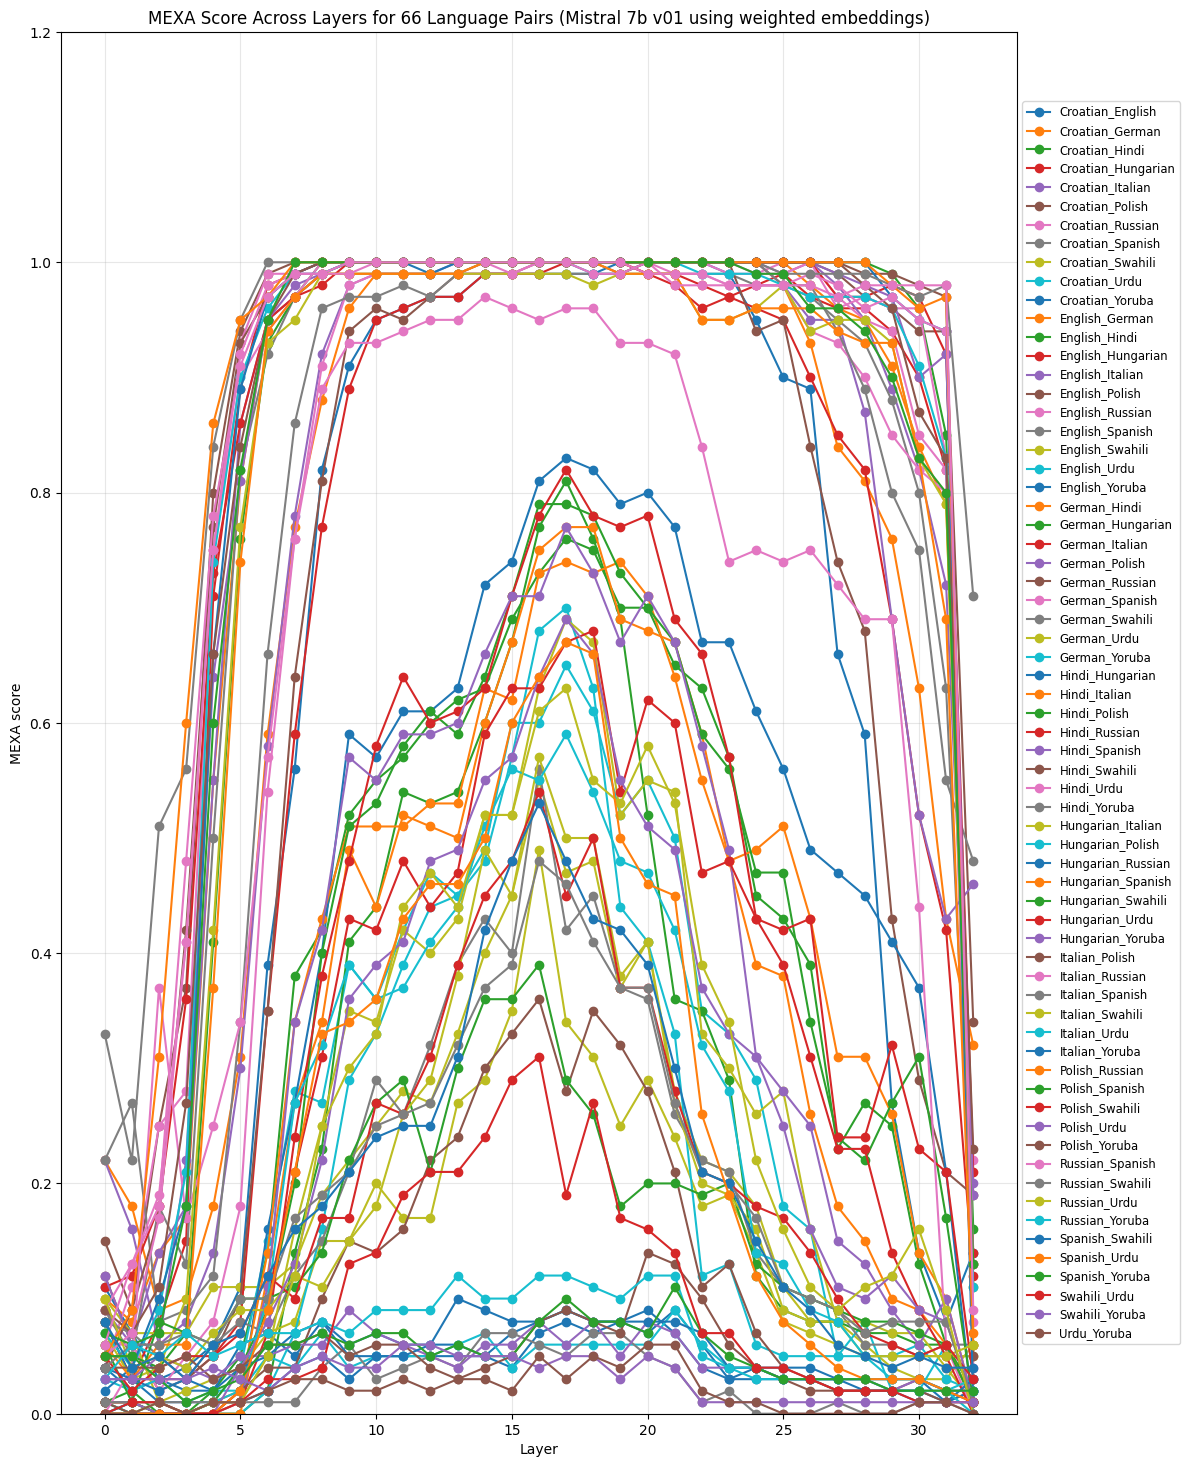 MEXA Score Across Layers for 66 Language Pairs (Mistral 7b v01 using weighted embeddings)
1.2
1.0
0.8
0.6
0.4
0.2
0.0
MEXA score
0
5
10
15
20
25
30
Layer
Croatian_English
Croatian_German
Croatian_Hindi
Croatian_Hungarian
Croatian_Italian
Croatian_Polish
Croatian_Russian
Croatian_Spanish
Croatian_Swahili
Croatian_Urdu
Croatian_Yoruba
English_German
English_Hindi
English_Hungarian
English_Italian
English_Polish
English_Russian
English_Spanish
English_Swahili
English_Urdu
English_Yoruba
German_Hindi
German_Hungarian
German_Italian
German_Polish
German_Russian
German_Spanish
German_Swahili
German_Urdu
German_Yoruba
Hindi_Hungarian
Hindi_Italian
Hindi_Polish
Hindi_Russian
Hindi_Spanish
Hindi_Swahili
Hindi_Urdu
Hindi_Yoruba
Hungarian_Italian
Hungarian_Polish
Hungarian_Russian
Hungarian_Spanish
Hungarian_Swahili
Hungarian_Urdu
Hungarian_Yoruba
Italian_Polish
Italian_Russian
Italian_Spanish
Italian_Swahili
Italian_Urdu
Italian_Yoruba
Polish_Russian
Polish_Spanish
Polish_Swahili
Polish_Urdu
Polish_Yoruba
Russian_Spanish
Russian_Swahili
Russian_Urdu
Russian_Yoruba
Spanish_Swahili
Spanish_Urdu
Spanish_Yoruba
Swahili_Urdu
Swahili_Yoruba
Urdu_Yoruba